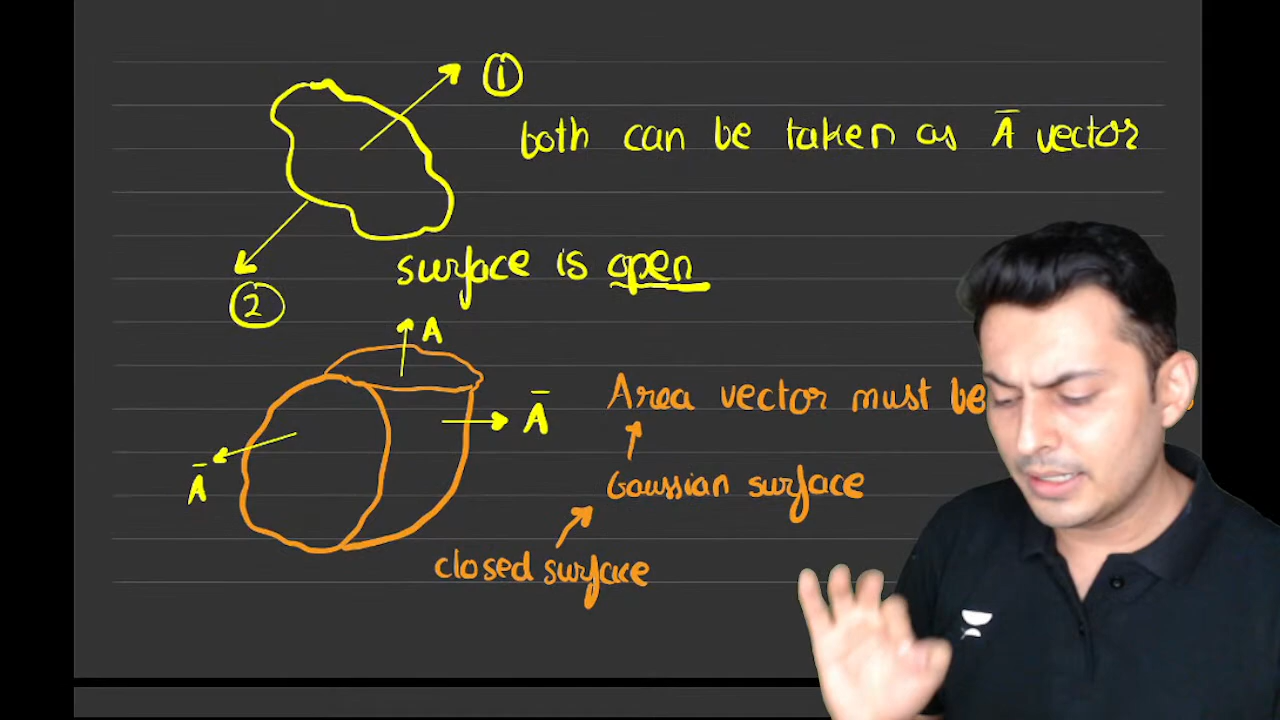 ①
both can be taken as A̅ vector
surface is open
②
A
A̅
A̅
Area vector must be
Gaussian surface
closed surface